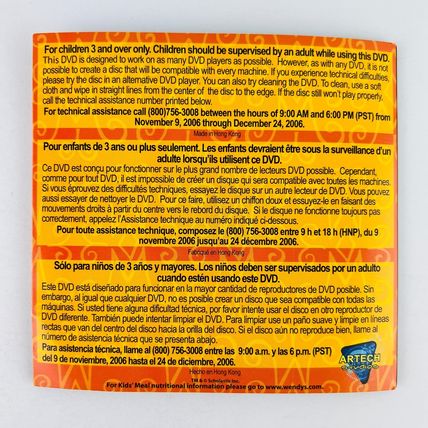 For children 3 and over only. Children should be supervised by an adult while using this DVD.
This DVD is designed to work on as many DVD players as possible. However, as with any DVD, it is not
possible to create a disc that will be compatible with every machine. If you experience technical difficulties,
please try the disc in an alternative DVD player. You can also try cleaning the DVD. To clean, use a soft
cloth and wipe in straight lines from the center of the disc to the edge. If the disc still won't play properly,
call the technical assistance number printed below.
For technical assistance call (800)756-3008 between the hours of 9:00 AM and 6:00 PM (PST) from
November 9, 2006 through December 24, 2006.
Made in Hong Kong
Pour enfants de 3 ans ou plus seulement. Les enfants devraient être sous la surveillance d'un
adulte lorsqu'ils utilisent ce DVD.
Ce DVD est conçu pour fonctionner sur le plus grand nombre de lecteurs DVD possible. Cependant,
comme pour tout DVD, il est impossible de créer un disque qui sera compatible avec toutes les machines.
Si vous éprouvez des difficultés techniques, essayez le disque sur un autre lecteur de DVD. Vous pouvez
aussi essayer de nettoyer le DVD. Pour ce faire, utilisez un chiffon doux et essuyez-le en faisant des
mouvements droits à partir du centre vers le rebord du disque. Si le disque ne fonctionne toujours pas
correctement, appelez l'Assistance technique au numéro indiqué ci-dessous.
Pour toute assistance technique, composez le (800) 756-3008 entre 9 h et 18 h (HNP), du 9
novembre 2006 jusqu'au 24 décembre 2006.
Fabriqué en Hong Kong
Sólo para niños de 3 años y mayores. Los niños deben ser supervisados por un adulto
cuando estén usando este DVD.
Este DVD está diseñado para funcionar en la mayor cantidad de reproductores de DVD posible. Sin
embargo, al igual que cualquier DVD, no es posible crear un disco que sea compatible con todas las
máquinas. Si usted tiene alguna dificultad técnica, por favor intente usar el disco en otro reproductor de
DVD diferente. También puede intentar limpiar el DVD. Para limpiar use un paño suave y limpie en líneas
rectas que van del centro del disco hacia la orilla del disco. Si el disco aún no reproduce bien, llame al
número de asistencia técnica que se presenta abajo.
Para asistencia técnica, llame al (800) 756-3008 entre las 9:00 a.m. y las 6 p.m. (PST)
del 9 de noviembre, 2006 hasta el 24 de diciembre, 2006.
Hecho en Hong Kong
TM & © Scholastic Inc.
For Kids' Meal nutritional information please go to www.wendys.com.
ARTECH
STUDIOS